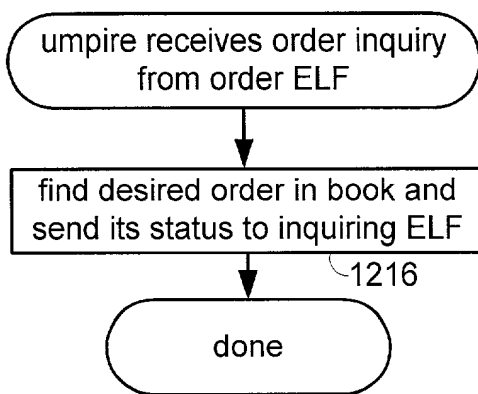 umpire receives order inquiry
from order ELF
find desired order in book and
send its status to inquiring ELF
1216
done